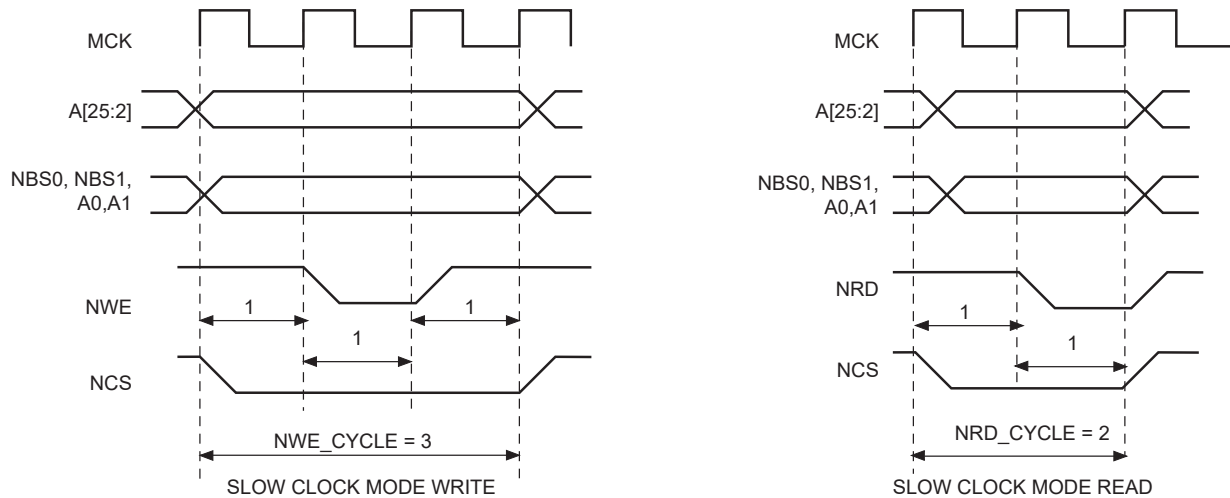 MCK
A[25:2]
NBS0, NBS1,
A0,A1
NWE
1
1
1
NCS
NWE_CYCLE = 3
SLOW CLOCK MODE WRITE
MCK
A[25:2]
NBS0, NBS1,
A0,A1
NRD
1
1
NCS
NRD_CYCLE = 2
SLOW CLOCK MODE READ